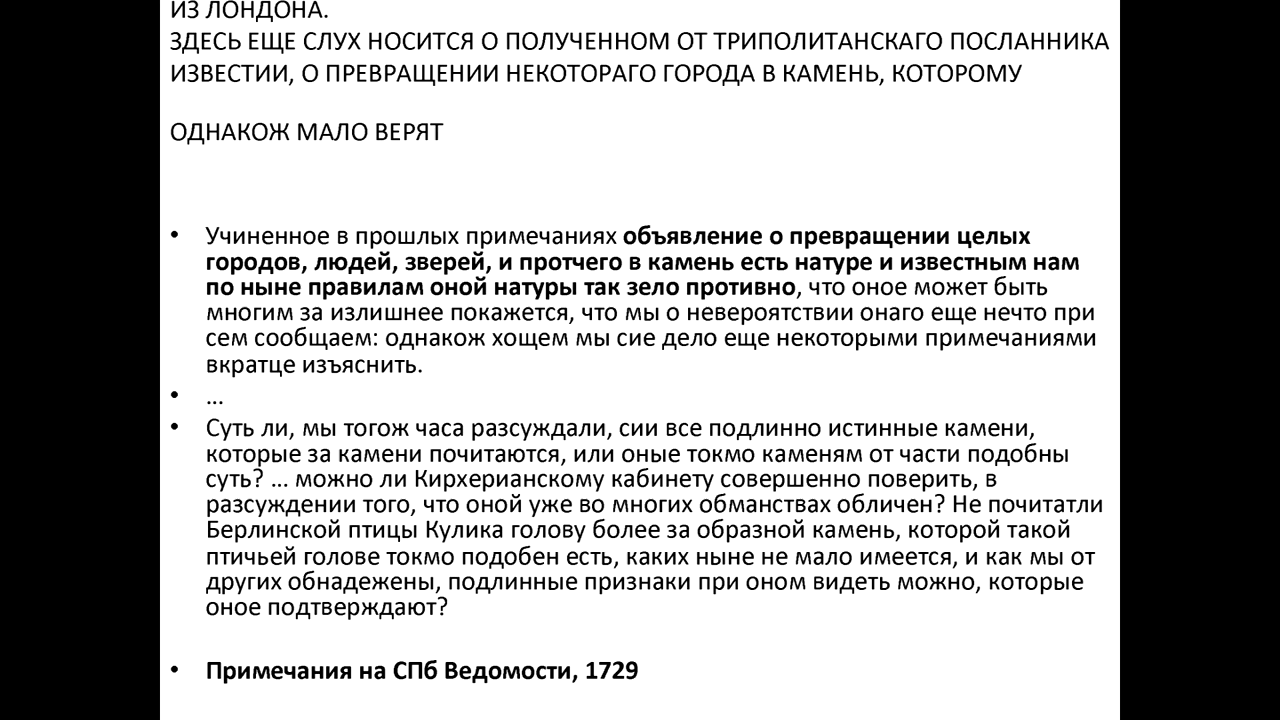 ИЗ ЛОНДОНА.
ЗДЕСЬ ЕЩЕ СЛУХ НОСИТСЯ О ПОЛУЧЕННОМ ОТ ТРИПОЛИТАНСКАГО ПОСЛАННИКА
ИЗВЕСТИИ, О ПРЕВРАЩЕНИИ НЕКОТОРАГО ГОРОДА В КАМЕНЬ, КОТОРОМУ
ОДНАКОЖ МАЛО ВЕРЯТ
• Учиненное в прошлых примечаниях объявление о превращении целых
городов, людей, зверей, и протчего в камень есть натуре и известным нам
по ныне правилам оной натуры так зело противно, что оное может быть
многим за излишнее покажется, что мы о невероятствии онаго еще нечто при
сем сообщаем: однакож хощем мы сие дело еще некоторыми примечаниями
вкратце изъяснить.
• …
• Суть ли, мы тогож часа разсуждали, сии все подлинно истинные камени,
которые за камени почитаются, или оные токмо каменям от части подобны
суть? … можно ли Кирхерианскому кабинету совершенно поверить, в
разсуждении того, что оной уже во многих обманствах обличен? Не почитатли
Берлинской птицы Кулика голову более за образной камень, которой такой
птичьей голове токмо подобен есть, каких ныне не мало имеется, и как мы от
других обнадежены, подлинные признаки при оном видеть можно, которые
оное подтверждают?
• Примечания на СПб Ведомости, 1729